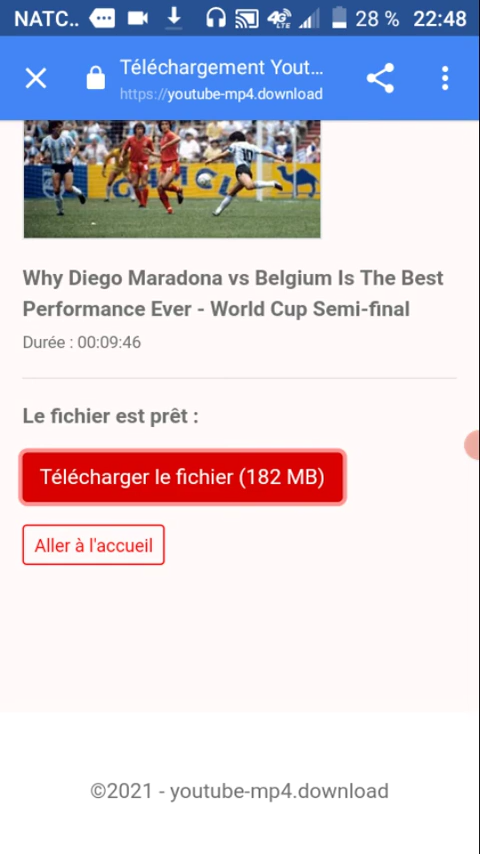 NATC.. 28 % 22:48
Téléchargement Yout...
https://youtube-mp4.download
10
Why Diego Maradona vs Belgium Is The Best
Performance Ever - World Cup Semi-final
Durée : 00:09:46
Le fichier est prêt :
Télécharger le fichier (182 MB)
Aller à l'accueil
©2021 - youtube-mp4.download